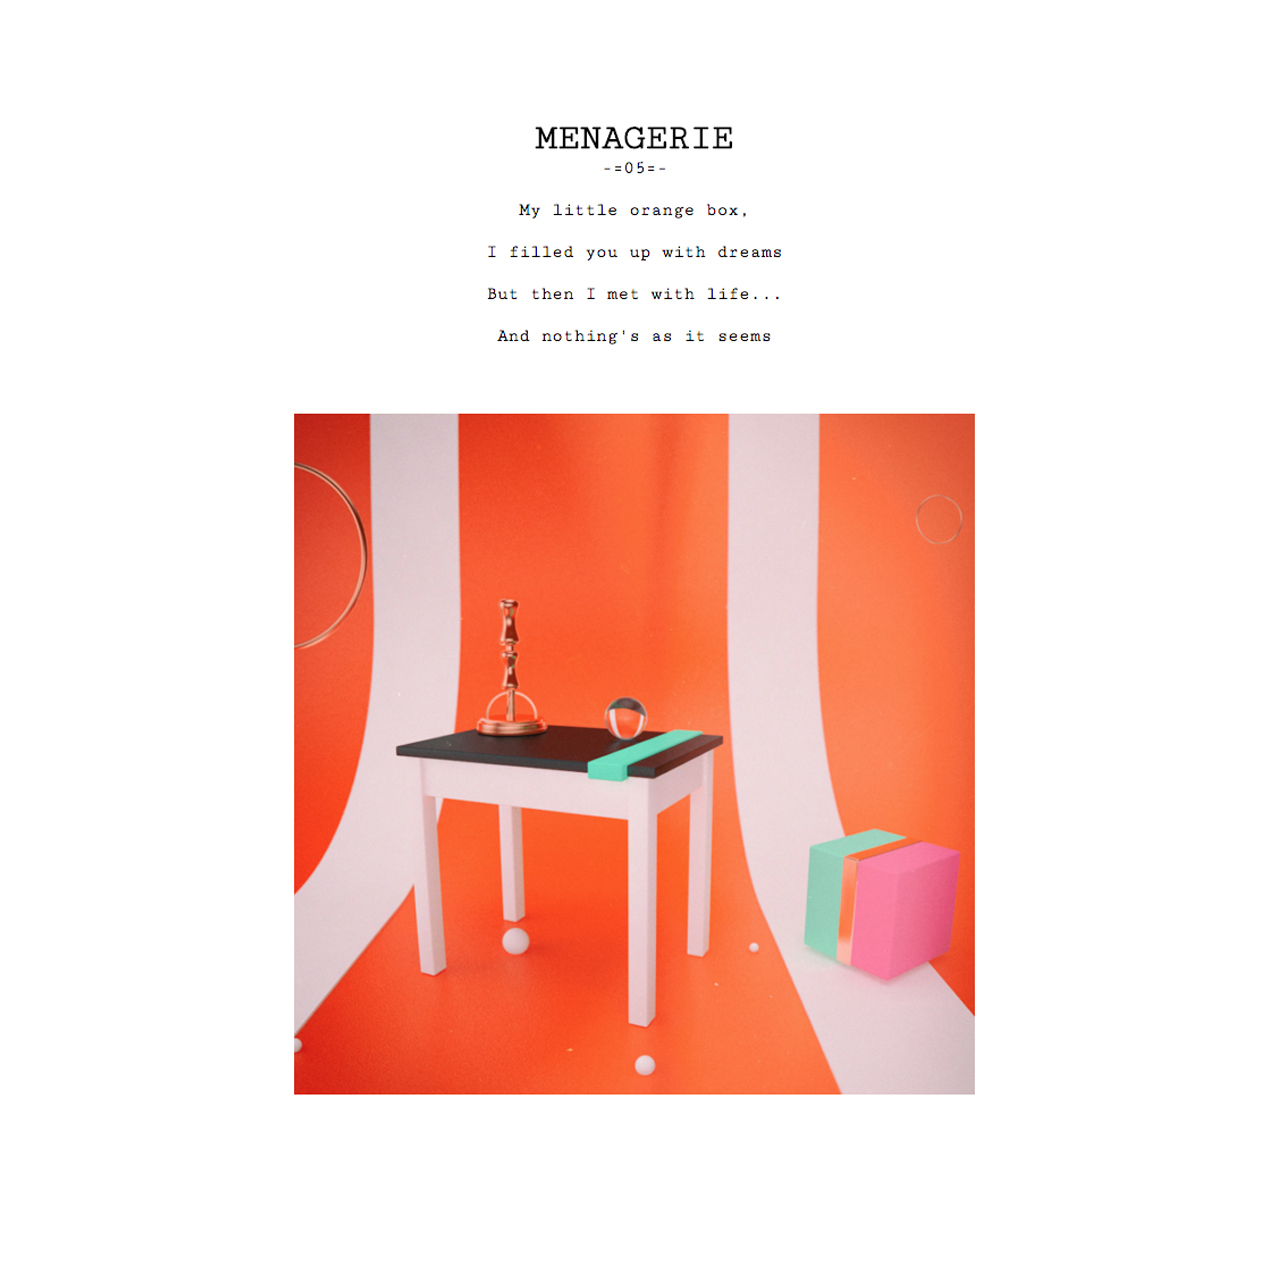 MENAGERIE
-=05=-
My little orange box,
I filled you up with dreams
But then I met with life...
And nothing's as it seems